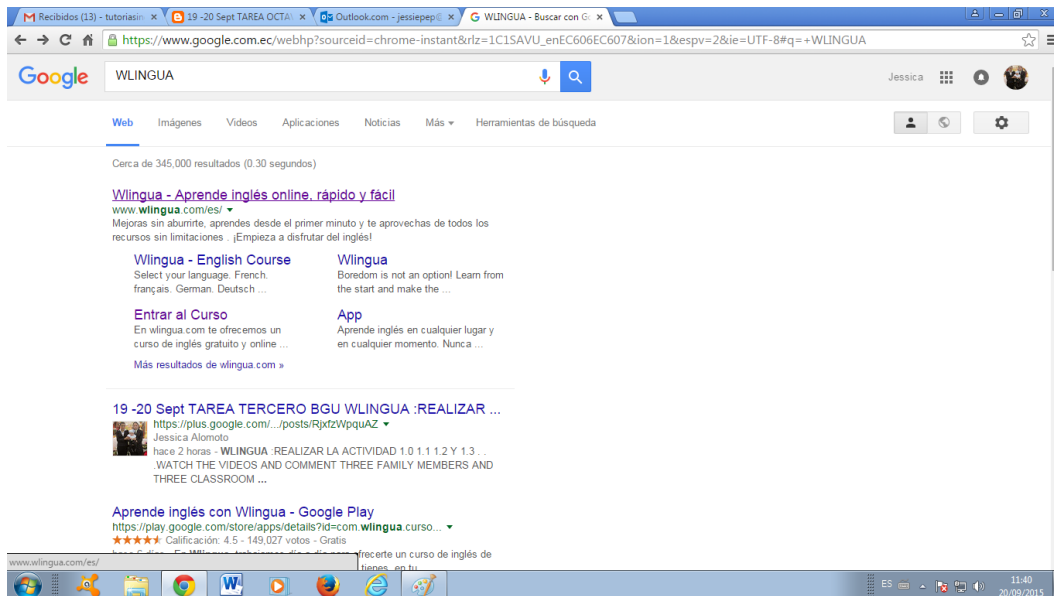 Recibidos (13) - tutoriasin × 19 -20 Sept TAREA OCTAV × Outlook.com - jessiepep@ × WLINGUA - Buscar con Go ×
https://www.google.com.ec/webhp?sourceid=chrome-instant&rlz=1C1SAVU_enEC606EC607&ion=1&espv=2&ie=UTF-8#q=+WLINGUA
Google WLINGUA Jessica
Web Imágenes Videos Aplicaciones Noticias Más Herramientas de búsqueda
Cerca de 345,000 resultados (0.30 segundos)
Wlingua - Aprende inglés online, rápido y fácil
www.wlingua.com/es/
Mejoras sin aburrirte, aprendes desde el primer minuto y te aprovechas de todos los
recursos sin limitaciones . ¡Empieza a disfrutar del inglés!
Wlingua - English Course
Select your language. French.
français. German. Deutsch ...
Wlingua
Boredom is not an option! Learn from
the start and make the ...
Entrar al Curso
En wlingua.com te ofrecemos un
curso de inglés gratuito y online ...
App
Aprende inglés en cualquier lugar y
en cualquier momento. Nunca ...
Más resultados de wlingua.com »
19 -20 Sept TAREA TERCERO BGU WLINGUA :REALIZAR ...
https://plus.google.com/.../posts/RjxfzWpquAZ
Jessica Alomoto
hace 2 horas - WLINGUA :REALIZAR LA ACTIVIDAD 1.0 1.1 1.2 Y 1.3 . .
.WATCH THE VIDEOS AND COMMENT THREE FAMILY MEMBERS AND
THREE CLASSROOM ...
Aprende inglés con Wlingua - Google Play
https://play.google.com/store/apps/details?id=com.wlingua.curso...
Calificación: 4.5 - 149,027 votos - Gratis
ofrecerte un curso de inglés de
www.wlingua.com/es/
tienes, en tu
ES 11:40
20/09/2015